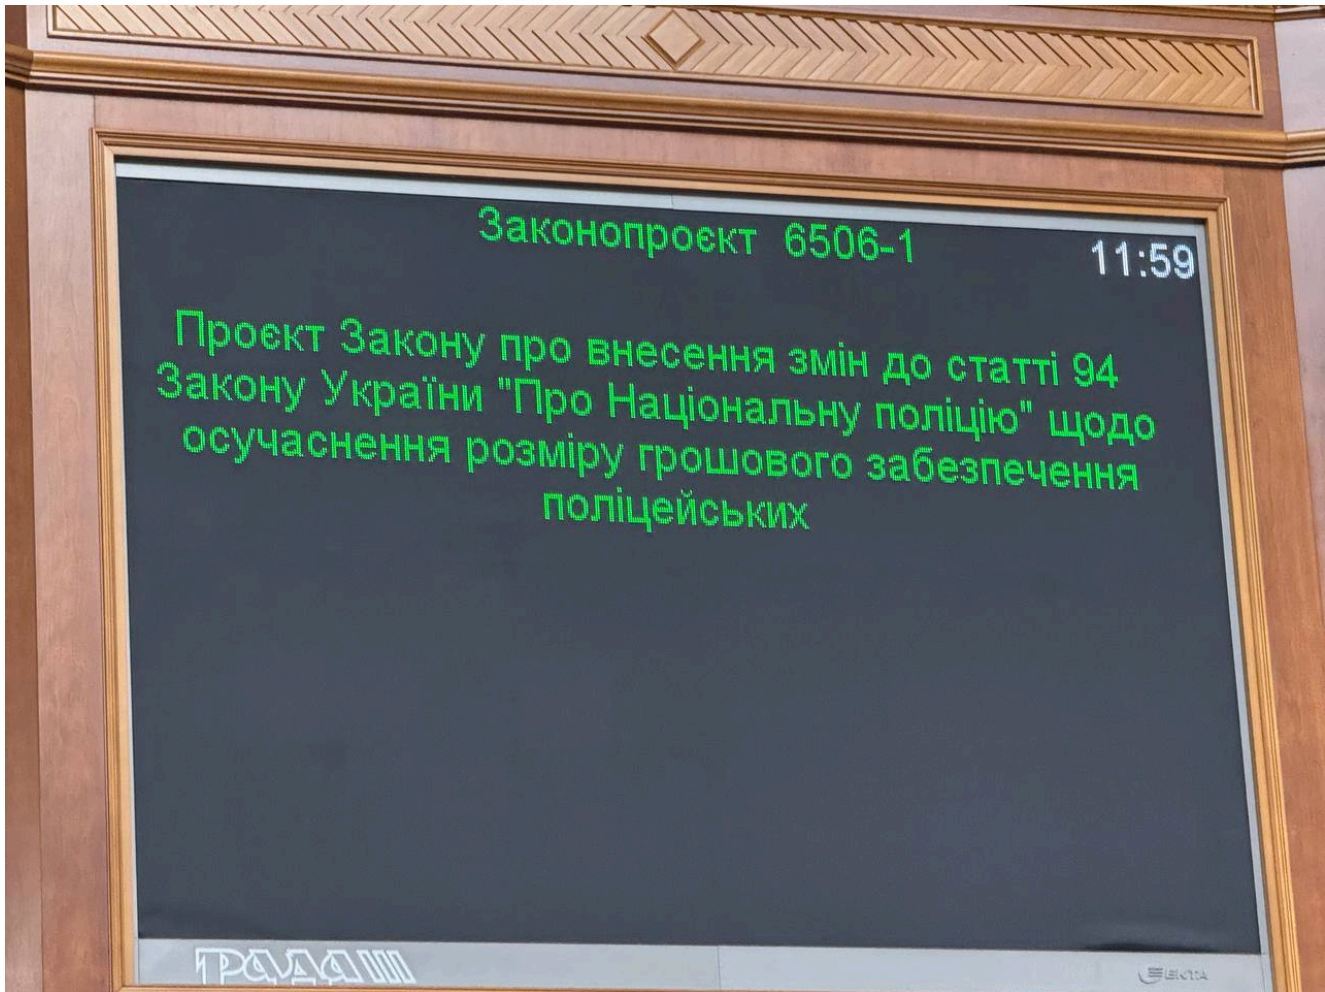 Законопроєкт 6506-1
11:59
Проєкт Закону про внесення змін до статті 94
Закону України "Про Національну поліцію" щодо
осучаснення розміру грошового забезпечення
поліцейських
РАДА III
ЕКТА